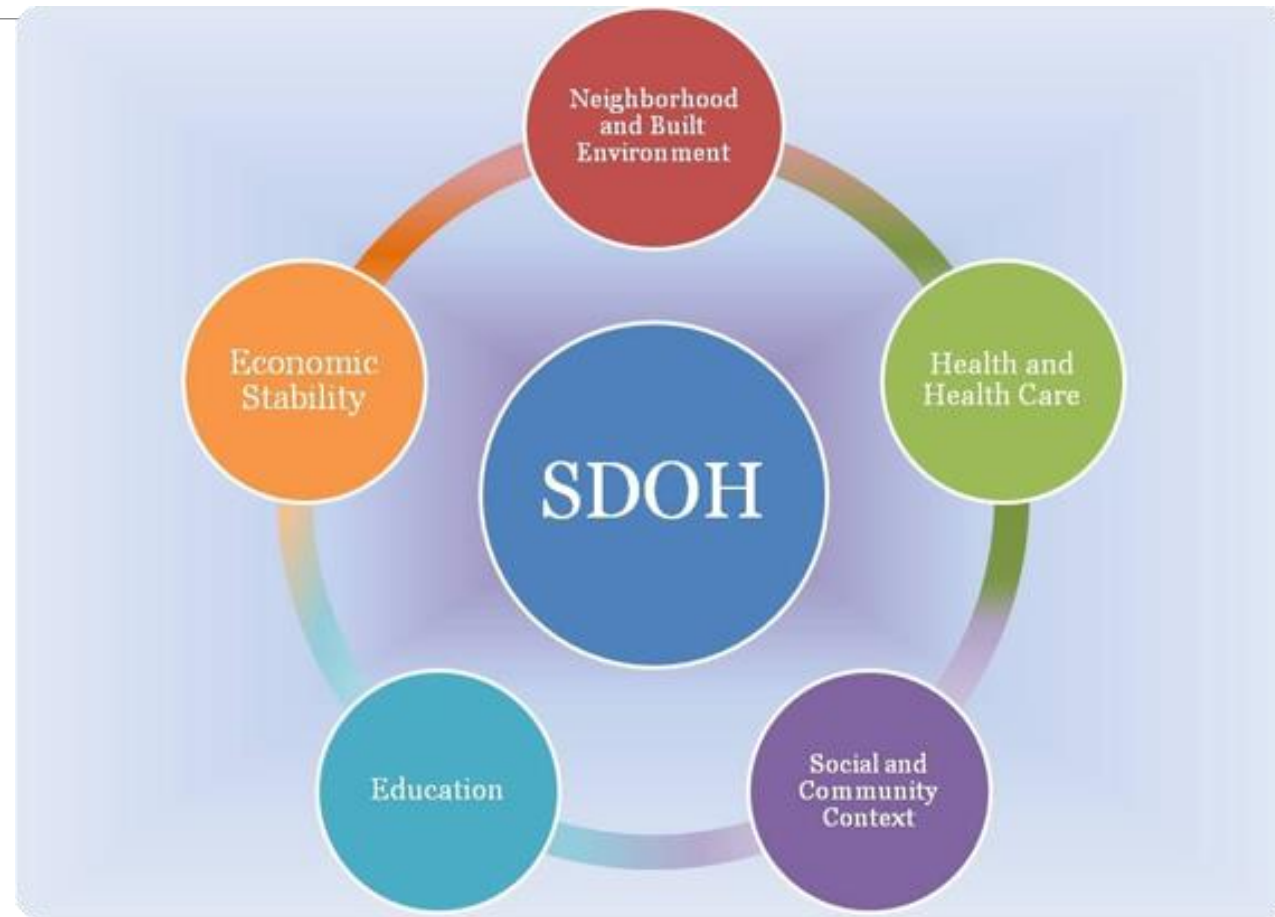 Neighborhood
and Built
Environment
Economic
Stability
Health and
Health Care
SDOH
Education
Social and
Community
Context